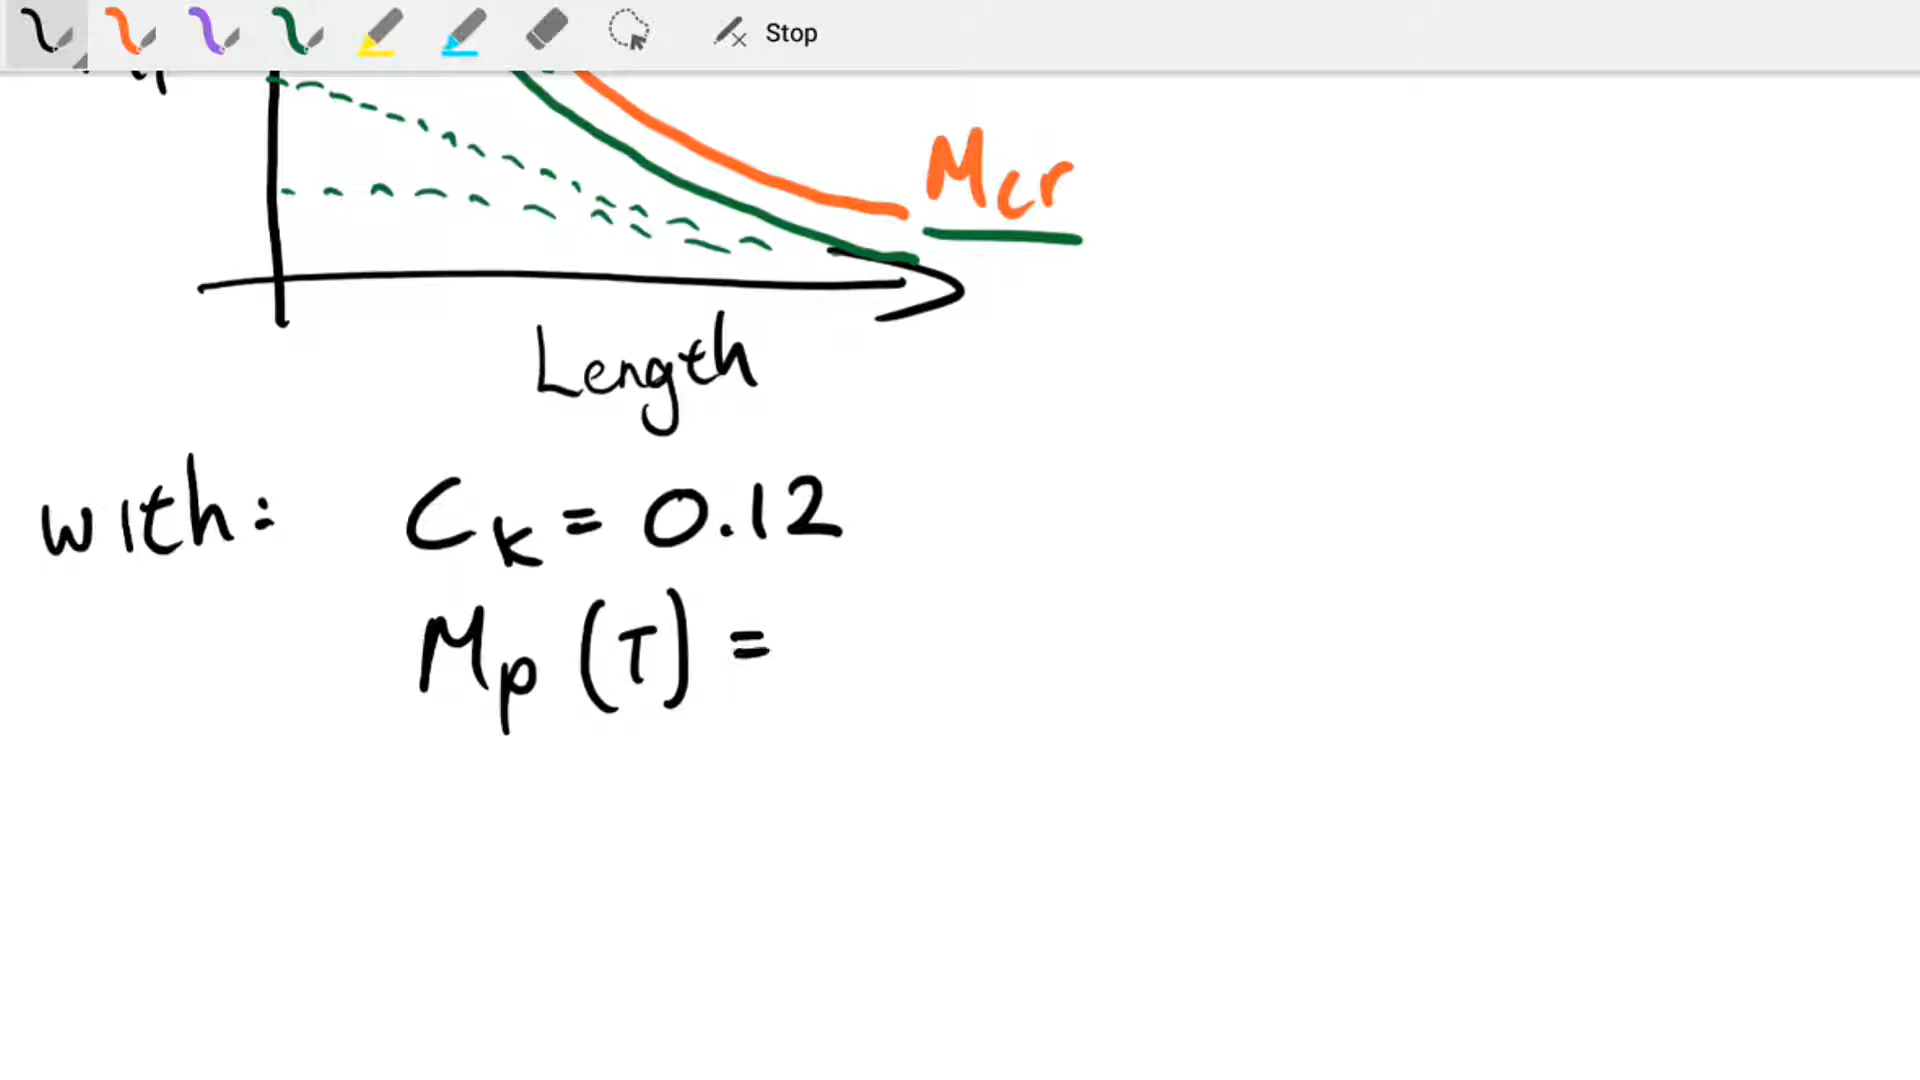 Stop
Mcr
Length
with: Ck = 0.12
Mp (T) =